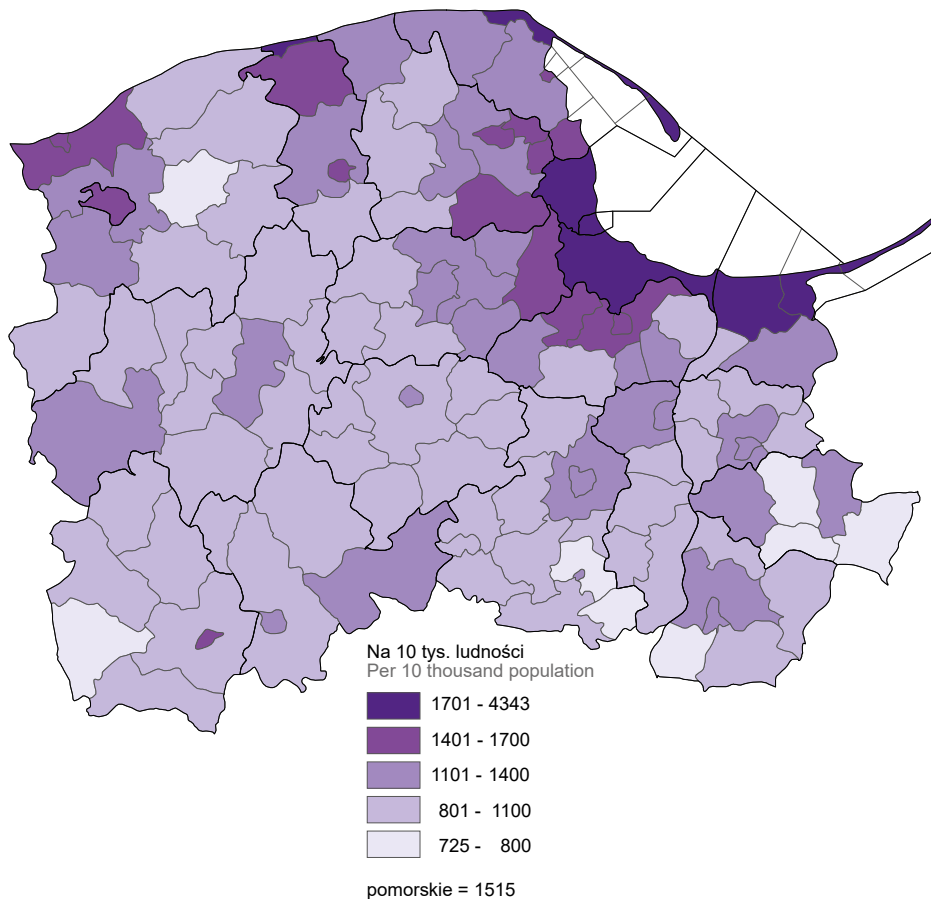 Na 10 tys. ludności
Per 10 thousand population
1701 - 4343
1401 - 1700
1101 - 1400
801 - 1100
725 - 800
pomorskie = 1515